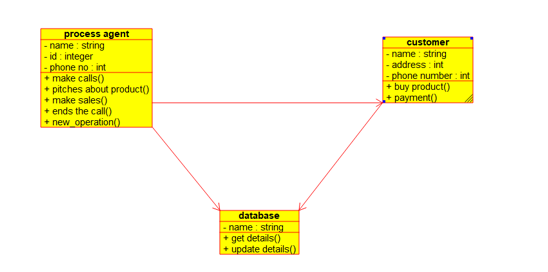 process agent
- name : string
- id : integer
- phone no : int
+ make calls()
+ pitches about product()
+ make sales()
+ ends the call()
+ new_operation()
customer
- name : string
- address : int
- phone number : int
+ buy product()
+ payment()
database
- name : string
+ get details()
+ update details()